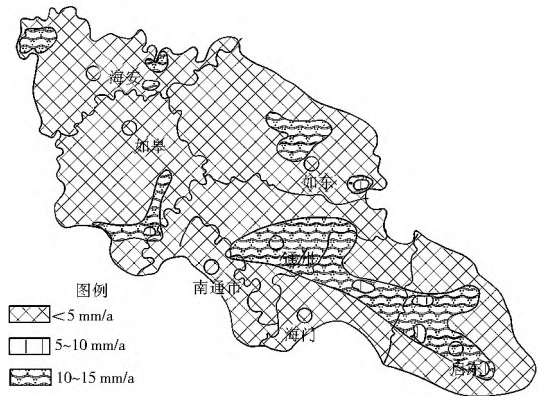 海安
如皋
如东
通州
南通市
海门
启东
图例
<5 mm/a
5~10 mm/a
10~15 mm/a